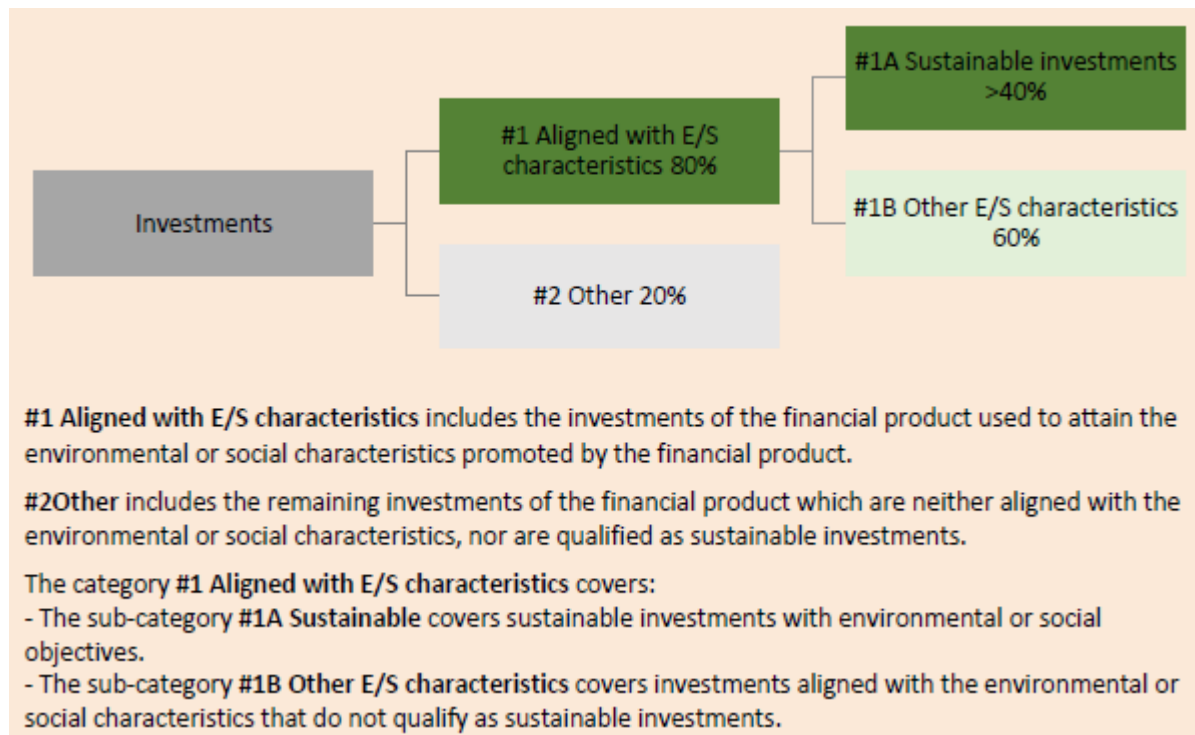 #1A Sustainable investments
>40%
#1 Aligned with E/S
characteristics 80%
Investments
#1B Other E/S characteristics
60%
#2 Other 20%
#1 Aligned with E/S characteristics includes the investments of the financial product used to attain the
environmental or social characteristics promoted by the financial product.
#2Other includes the remaining investments of the financial product which are neither aligned with the
environmental or social characteristics, nor are qualified as sustainable investments.
The category #1 Aligned with E/S characteristics covers:
- The sub-category #1A Sustainable covers sustainable investments with environmental or social
objectives.
- The sub-category #1B Other E/S characteristics covers investments aligned with the environmental or
social characteristics that do not qualify as sustainable investments.